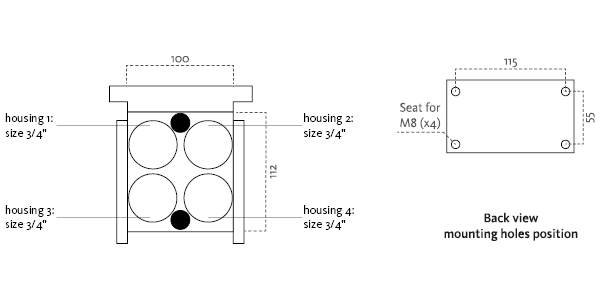 100
115
housing 1:
size 3/4"
housing 2:
size 3/4"
Seat for
M8 (x4)
55
112
housing 3:
size 3/4"
housing 4:
size 3/4"
Back view
mounting holes position